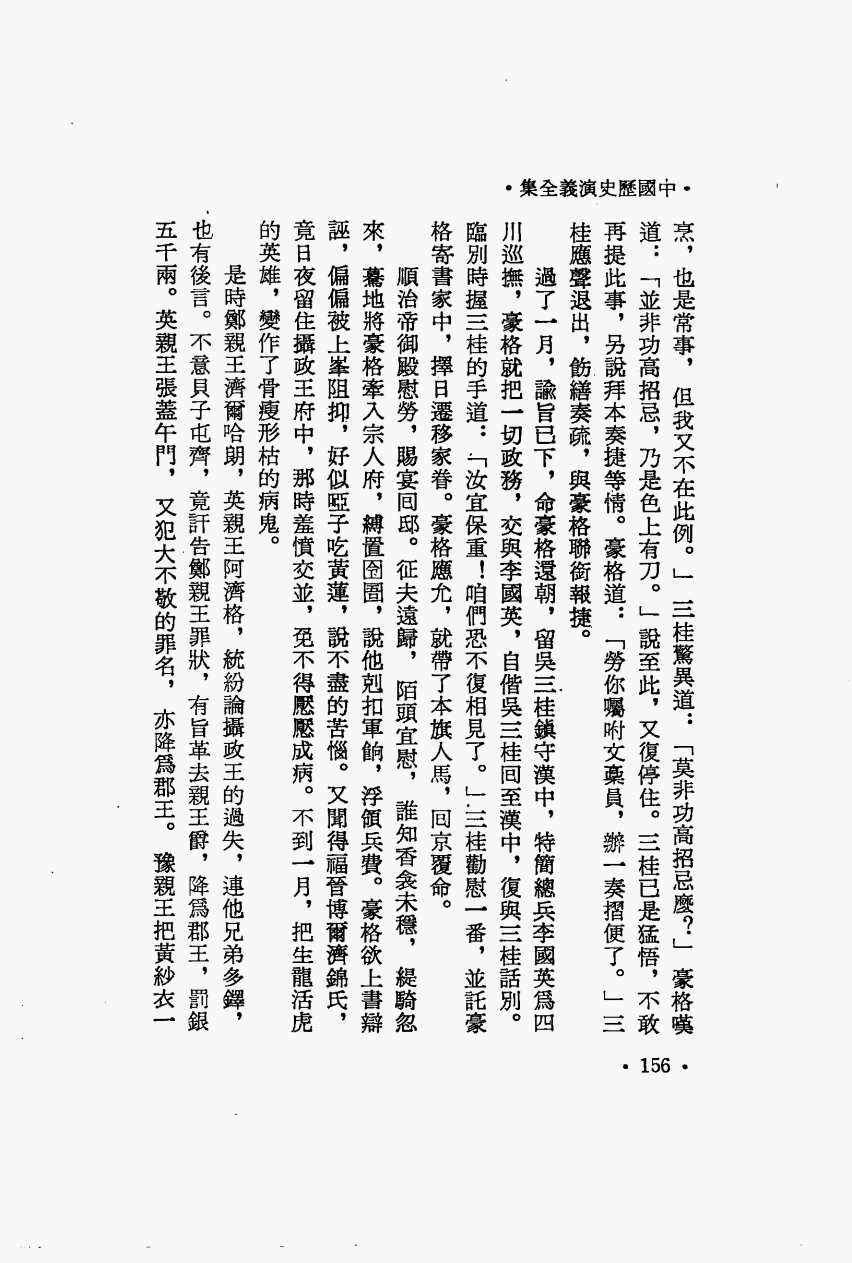 •中國歷史演義全集•
烹，也是常事，但我又不在此例。」三桂驚異道：「莫非功高招忌麼？」豪格嘆
道：「並非功高招忌，乃是色上有刀。」說至此，又復停住。三桂已是猛悟，不敢
再提此事，另說拜本奏捷等情。豪格道：「勞你囑咐文稾員，辦一奏摺便了。」三
桂應聲退出，飭繕奏疏，與豪格聯銜報捷。
過了一月，諭旨已下，命豪格還朝，留吳三桂鎮守漢中，特簡總兵李國英爲四
川巡撫，豪格就把一切政務，交與李國英，自偕吳三桂囘至漢中，復與三桂話別。
臨別時握三桂的手道：「汝宜保重！咱們恐不復相見了。」三桂勸慰一番，並託豪
格寄書家中，擇日遷移家眷。豪格應允，就帶了本旗人馬，囘京覆命。
順治帝御殿慰勞，賜宴囘邸。征夫遠歸，陌頭宜慰，誰知香衾未穩，緹騎忽
來，驀地將豪格牽入宗人府，縛置囹圄，說他剋扣軍餉，浮領兵費。豪格欲上書辯
誣，偏偏被上峯阻抑，好似啞子吃黃蓮，說不盡的苦惱。又聞得福晉博爾濟錦氏，
竟日夜留住攝政王府中，那時羞憤交並，免不得懕懕成病。不到一月，把生龍活虎
的英雄，變作了骨瘦形枯的病鬼。
是時鄭親王濟爾哈朗，英親王阿濟格，統紛論攝政王的過失，連他兄弟多鐸，
也有後言。不意貝子屯齊，竟訐告鄭親王罪狀，有旨革去親王爵，降爲郡王，罰銀
五千兩。英親王張蓋午門，又犯大不敬的罪名，亦降爲郡王。豫親王把黃紗衣一
•156•